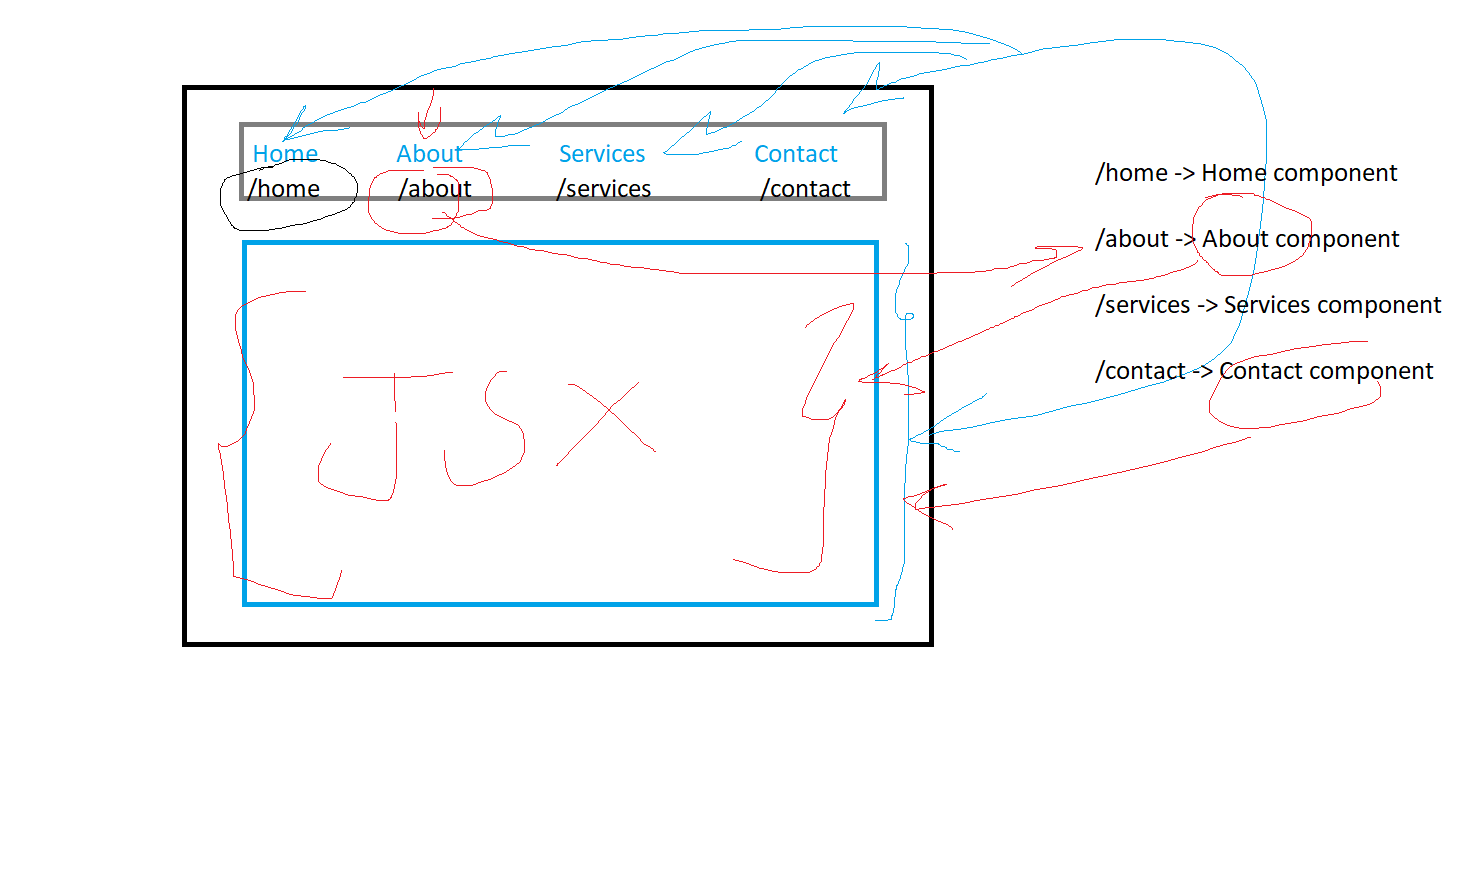 Home About Services Contact
/home /about /services /contact
/home -> Home component
/about -> About component
/services -> Services component
/contact -> Contact component
JSX